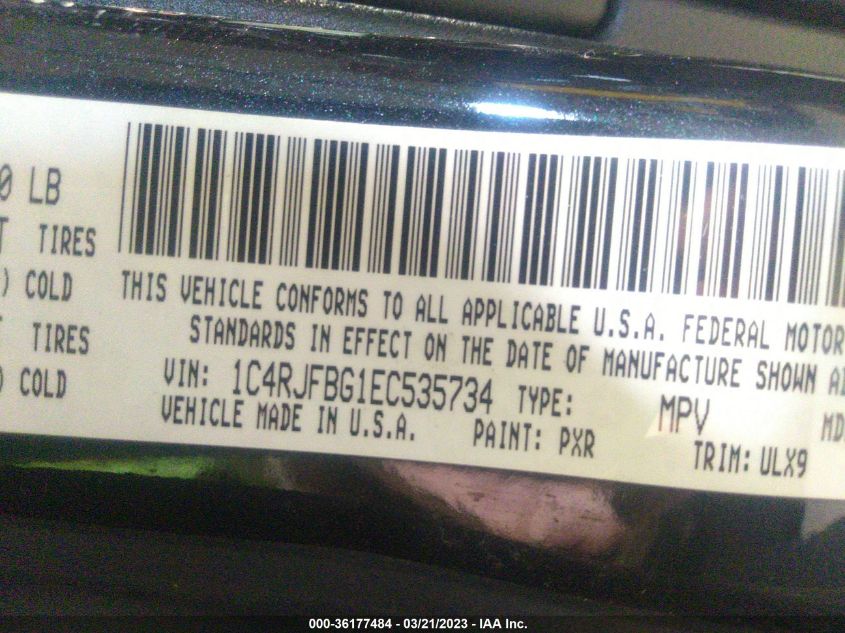 0 LB
TIRES
) COLD
TIRES
) COLD
THIS VEHICLE CONFORMS TO ALL APPLICABLE U.S.A. FEDERAL MOTOR
STANDARDS IN EFFECT ON THE DATE OF MANUFACTURE SHOWN
VIN: 1C4RJFBG1EC535734 TYPE: MPV
VEHICLE MADE IN U.S.A. PAINT: PXR TRIM: ULX9
000-36177484 — 03/21/2023 — IAA Inc.